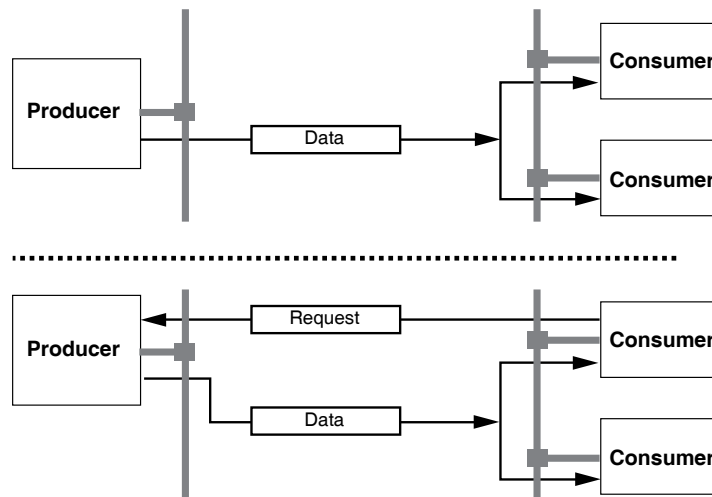 Consumer
Producer
Data
Consumer
Request
Producer
Consumer
Data
Consumer